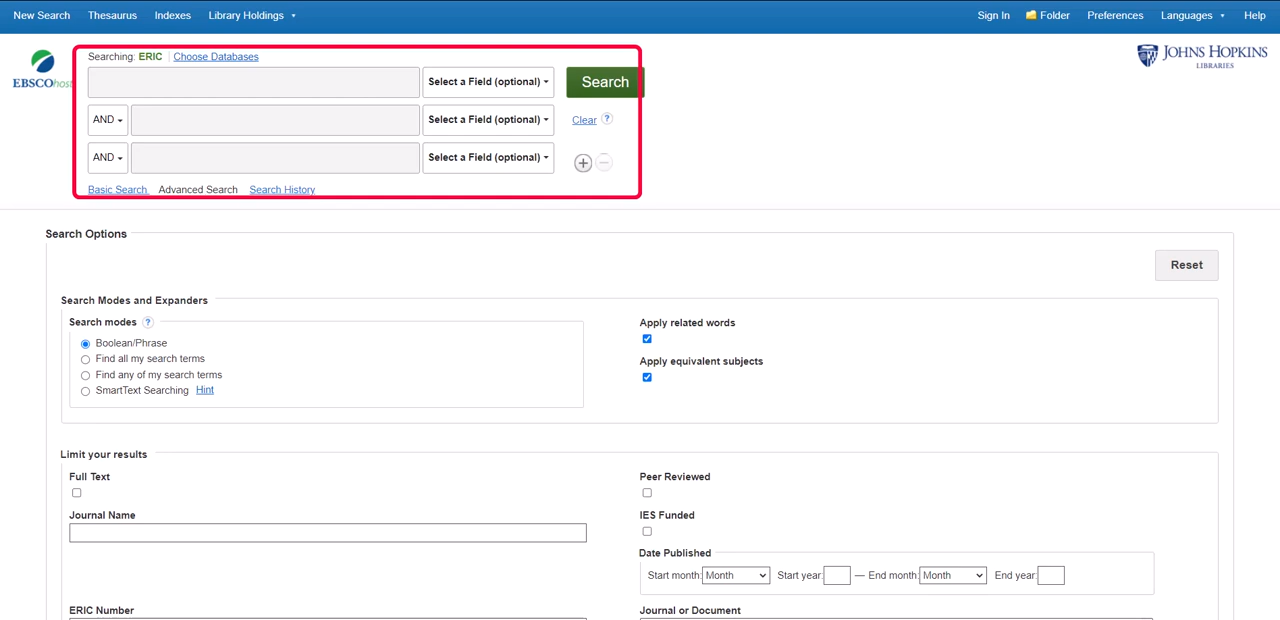 New Search Thesaurus Indexes Library Holdings Sign In Folder Preferences Languages Help
EBSCOhost
Searching: ERIC Choose Databases
JOHNS HOPKINS
LIBRARIES
Select a Field (optional) Search
AND Select a Field (optional) Clear ?
AND Select a Field (optional)
Basic Search Advanced Search Search History
Search Options
Reset
Search Modes and Expanders
Search modes ?
Boolean/Phrase
Find all my search terms
Find any of my search terms
SmartText Searching Hint
Apply related words
Apply equivalent subjects
Limit your results
Full Text
Peer Reviewed
Journal Name
IES Funded
Date Published
Start month: Month Start year: — End month: Month End year:
ERIC Number
Journal or Document